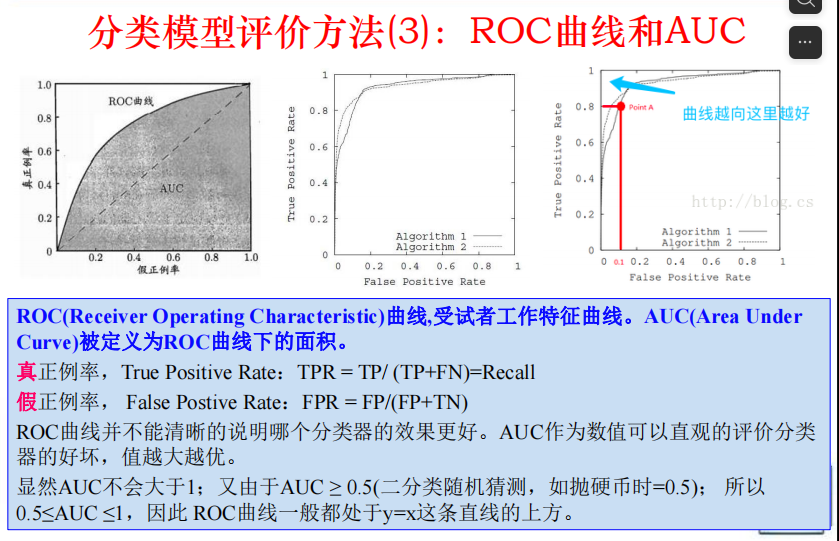 分类模型评价方法(3)：ROC曲线和AUC
1.0
0.8
0.6
0.4
0.2
0
0.2
0.4
0.6
0.8
1.0
真正例率
假正例率
ROC曲线
AUC
1
0.8
0.6
0.4
0.2
0
0 0.2 0.4 0.6 0.8 1
True Positive Rate
False Positive Rate
Algorithm 1
Algorithm 2
1
0.8
0.6
0.4
0.2
0
0 0.1 0.2 0.4 0.6 0.8 1
True Positive Rate
False Positive Rate
Point A
曲线越向这里越好
http://blog.cs
Algorithm 1
Algorithm 2
ROC(Receiver Operating Characteristic)曲线,受试者工作特征曲线。AUC(Area Under
Curve)被定义为ROC曲线下的面积。
真正例率，True Positive Rate：TPR = TP/ (TP+FN)=Recall
假正例率， False Postive Rate：FPR = FP/(FP+TN)
ROC曲线并不能清晰的说明哪个分类器的效果更好。AUC作为数值可以直观的评价分类
器的好坏，值越大越优。
显然AUC不会大于1；又由于AUC ≥ 0.5(二分类随机猜测，如抛硬币时=0.5)； 所以
0.5≤AUC ≤1，因此 ROC曲线一般都处于y=x这条直线的上方。